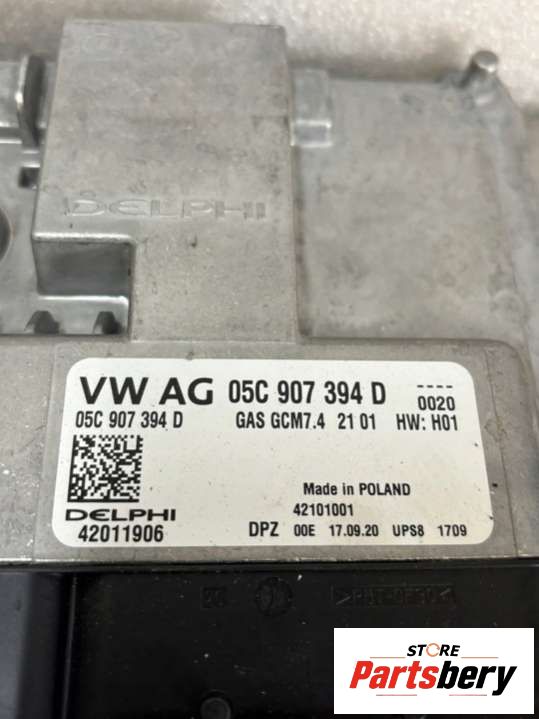 DELPHI
VW AG 05C 907 394 D ---- 0020
05C 907 394 D GAS GCM7.4 21 01 HW: H01
Made in POLAND
42101001
DELPHI
42011906 DPZ 00E 17.09.20 UPS8 1709
STORE
Partsbery